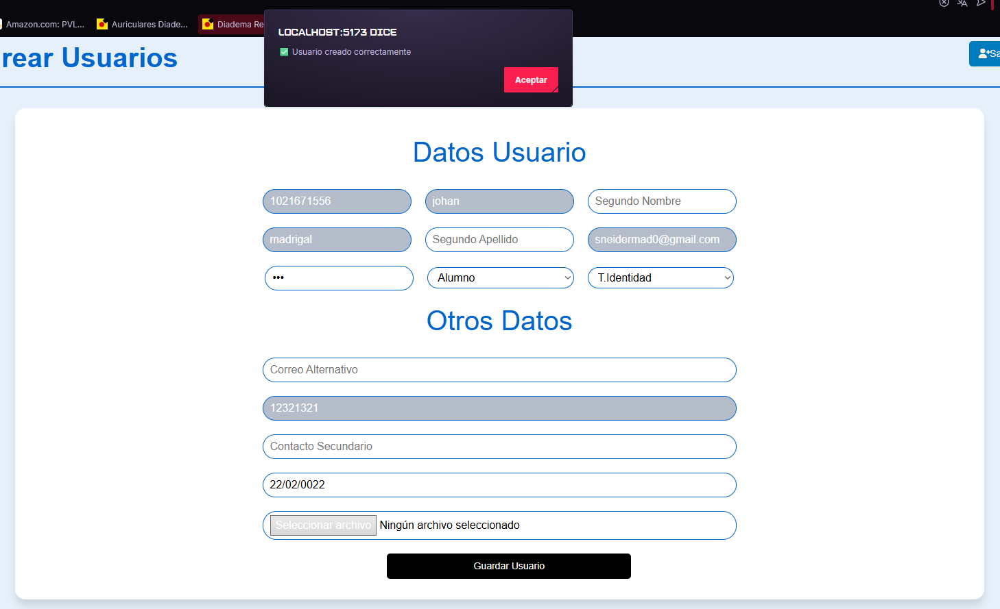 Amazon.com: PVL...
Auriculares Diade...
Diadema Re
LOCALHOST:5173 DICE
Usuario creado correctamente
Aceptar
rear Usuarios
Sa
Datos Usuario
1021671556
johan
Segundo Nombre
madrigal
Segundo Apellido
sneidermad0@gmail.com
•••
Alumno
T.Identidad
Otros Datos
Correo Alternativo
12321321
Contacto Secundario
22/02/0022
Seleccionar archivo Ningún archivo seleccionado
Guardar Usuario